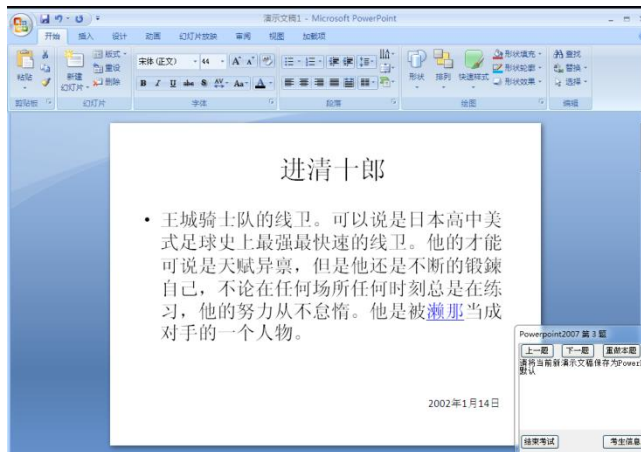 演示文稿1 - Microsoft PowerPoint
开始 插入 设计 动画 幻灯片放映 审阅 视图 加载项
粘贴
新建
幻灯片
版式
重设
删除
宋体 (正文) 44
形状 排列 快速样式
形状填充
形状轮廓
形状效果
查找
替换
选择
剪贴板 幻灯片 字体 段落 绘图 编辑
进清十郎
• 王城骑士队的线卫。可以说是日本高中美
式足球史上最强最快速的线卫。他的才能
可说是天赋异禀，但是他还是不断的锻鍊
自己，不论在任何场所任何时刻总是在练
习，他的努力从不怠惰。他是被濑那当成
对手的一个人物。
2002年1月14日
Powerpoint2007 第 3 题
上一题 下一题 重做本题
请将当前新演示文稿保存为Power
默认
结束考试 考生信息